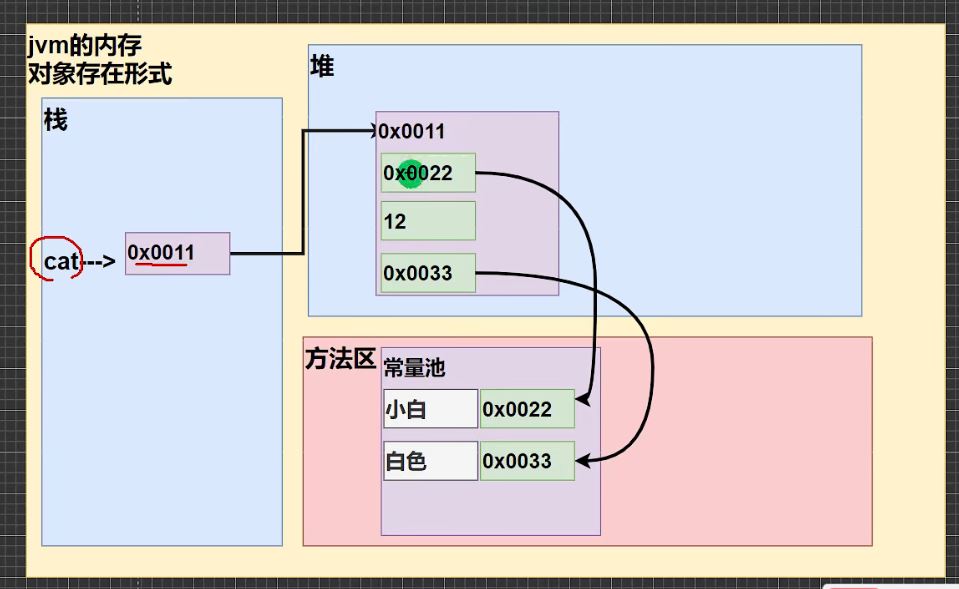 jvm的内存
对象存在形式
栈
cat---> 0x0011
堆
0x0011
0x0022
12
0x0033
方法区
常量池
小白 0x0022
白色 0x0033